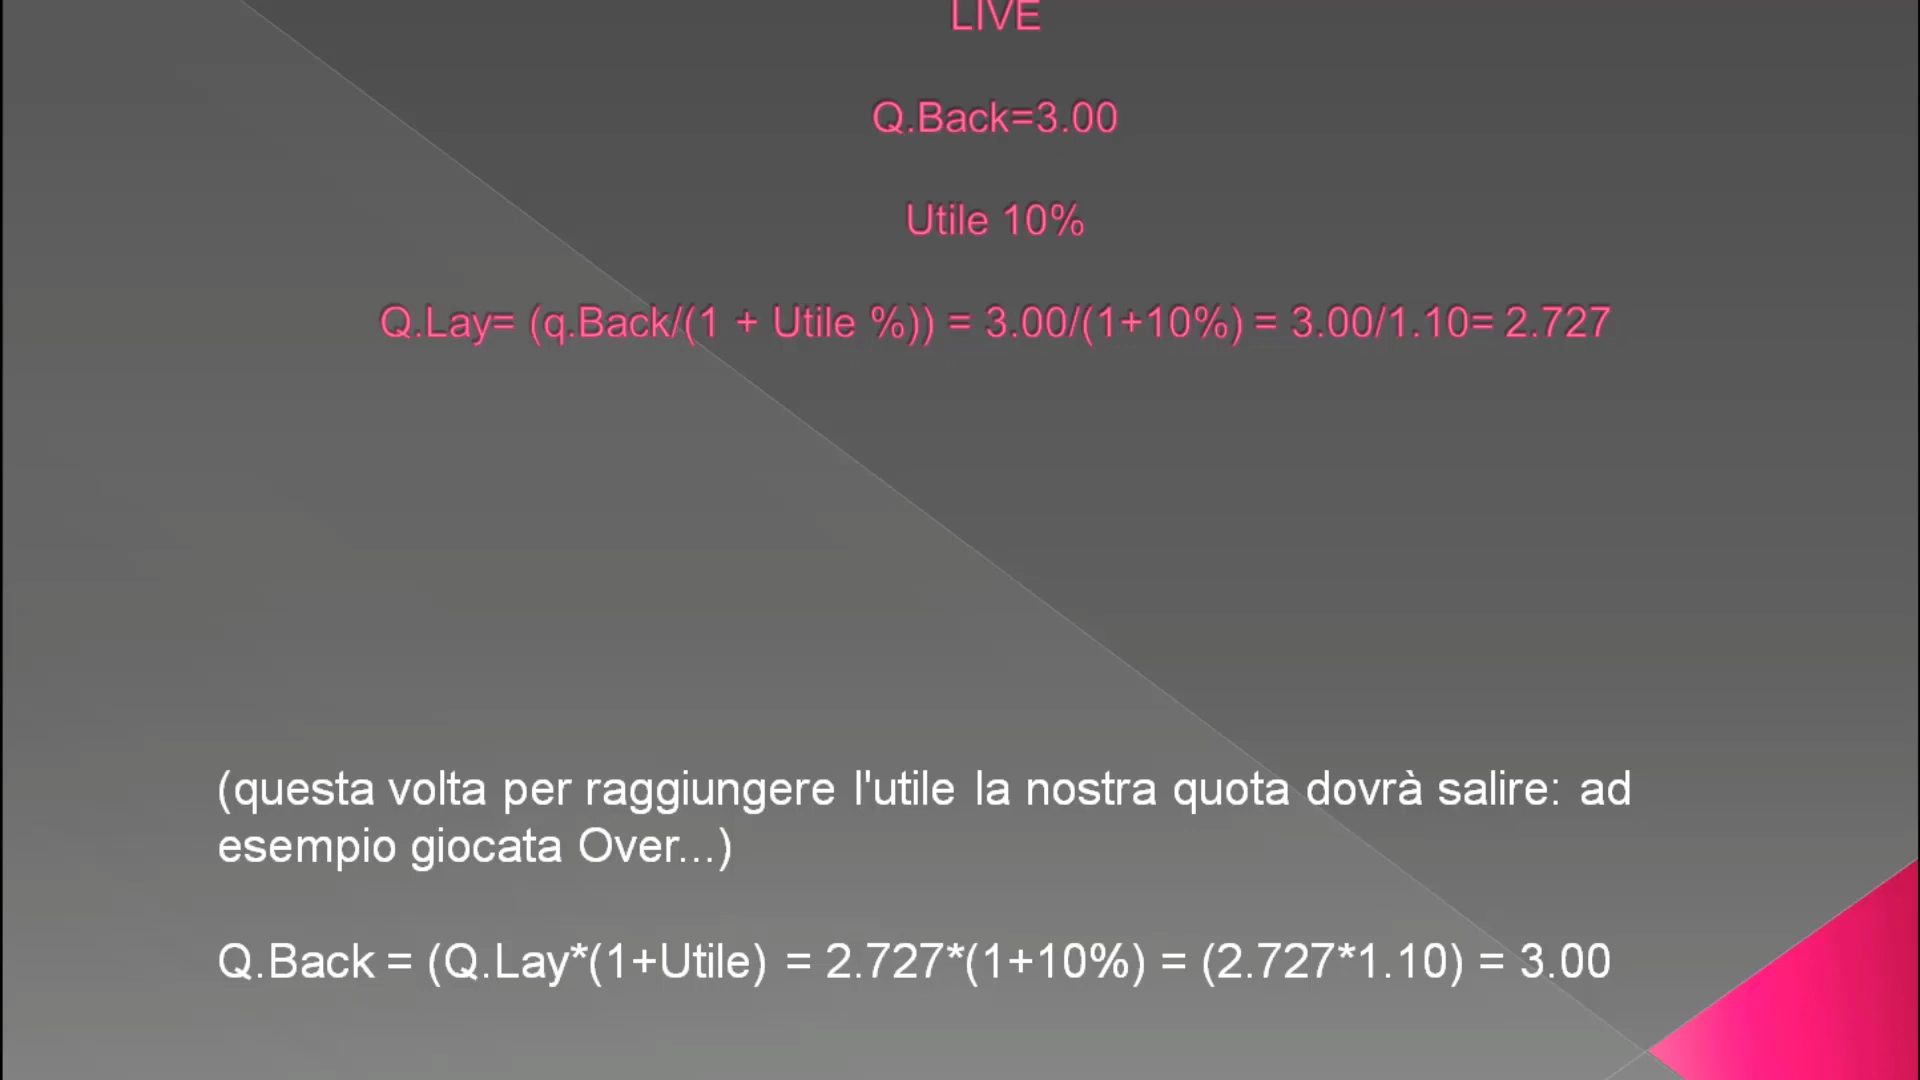 LIVE
Q.Back=3.00
Utile 10%
Q.Lay= (q.Back/(1 + Utile %)) = 3.00/(1+10%) = 3.00/1.10= 2.727
(questa volta per raggiungere l'utile la nostra quota dovrà salire: ad
esempio giocata Over...)
Q.Back = (Q.Lay*(1+Utile) = 2.727*(1+10%) = (2.727*1.10) = 3.00